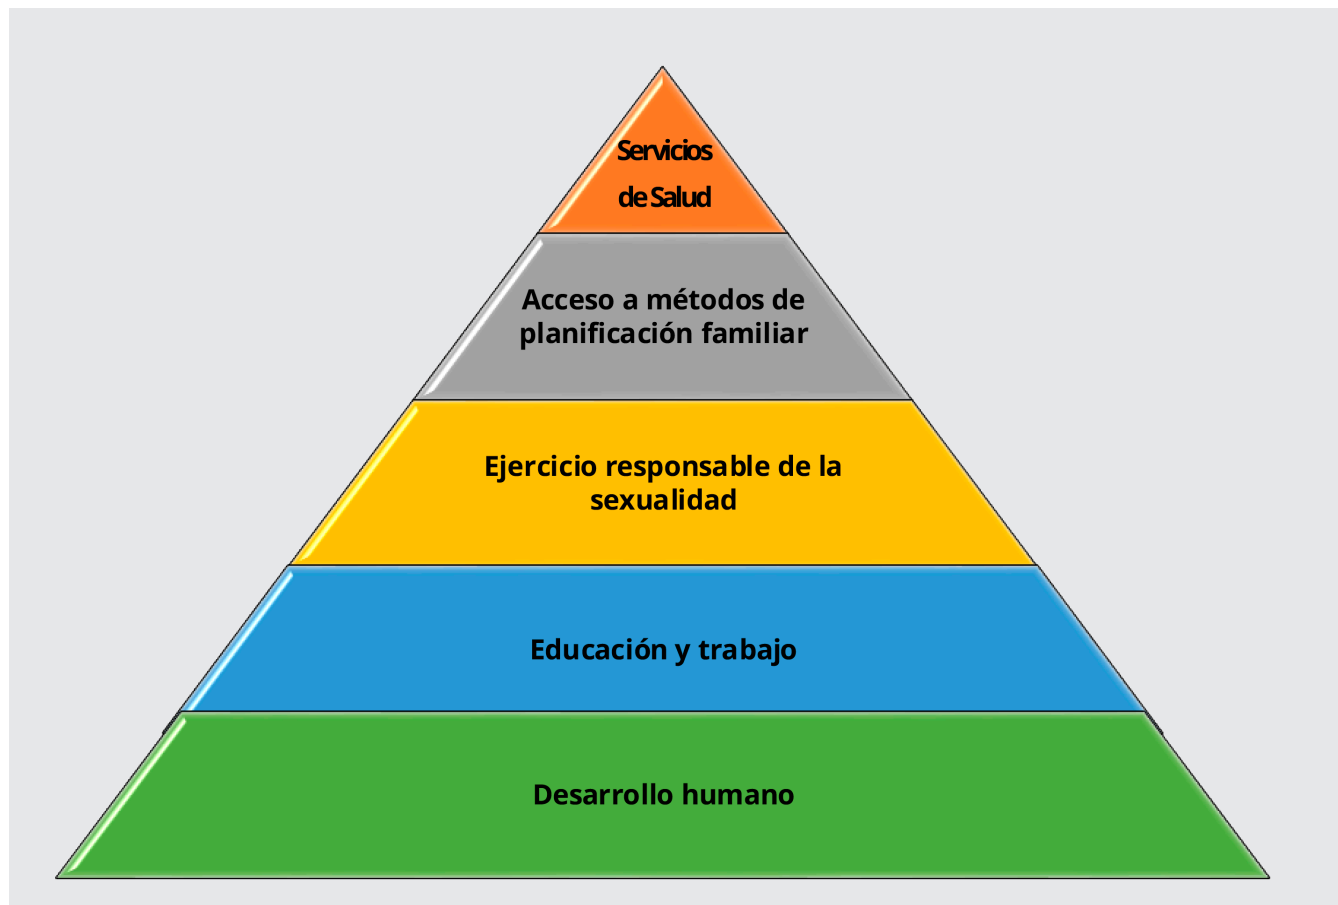 Servicios
de Salud
Acceso a métodos de
planificación familiar
Ejercicio responsable de la
sexualidad
Educación y trabajo
Desarrollo humano